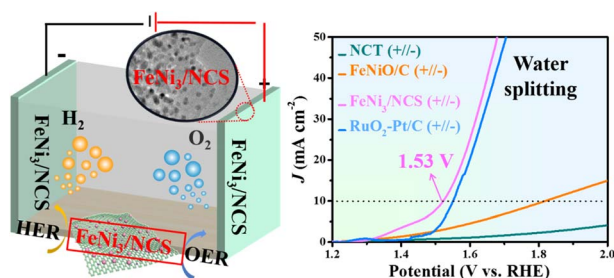 -
+
FeNi₃/NCS
H₂
O₂
FeNi₃/NCS
FeNi₃/NCS
HER
FeNi₃/NCS
OER
J (mA cm⁻²)
50
40
30
20
10
0
1.2
1.4
1.6
1.8
2.0
Potential (V vs. RHE)
NCT (+/-)
FeNiO/C (+/-)
FeNi₃/NCS (+/-)
RuO₂-Pt/C (+/-)
Water
splitting
1.53 V